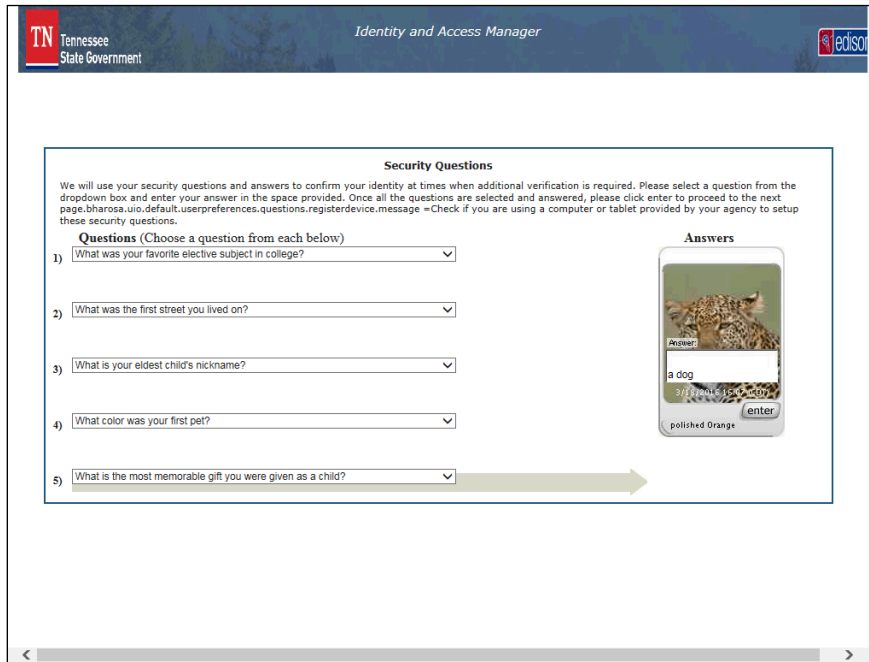 TN Tennessee
State Government
Identity and Access Manager
edison
Security Questions
We will use your security questions and answers to confirm your identity at times when additional verification is required. Please select a question from the
dropdown box and enter your answer in the space provided. Once all the questions are selected and answered, please click enter to proceed to the next
page.bharosa.uio.default.userpreferences.questions.registerdevice.message =Check if you are using a computer or tablet provided by your agency to setup
these security questions.
Questions (Choose a question from each below)
Answers
1) What was your favorite elective subject in college?
2) What was the first street you lived on?
3) What is your eldest child's nickname?
Answer:
a dog
enter
polished Orange
4) What color was your first pet?
5) What is the most memorable gift you were given as a child?